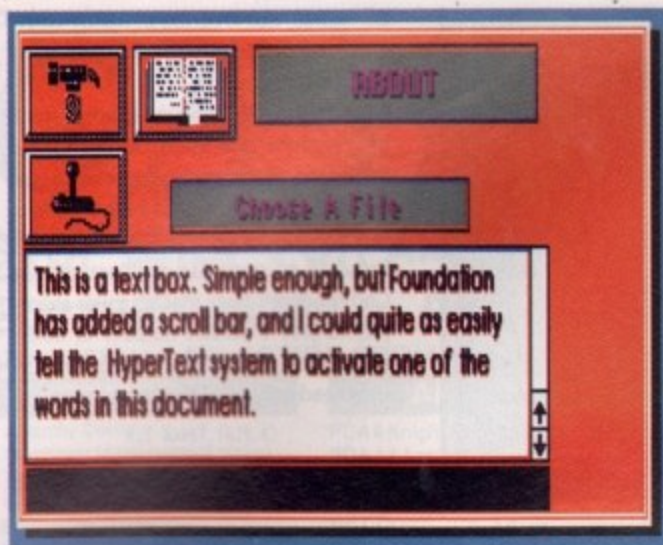 ABOUT
Choose A File
This is a text box. Simple enough, but Foundation
has added a scroll bar, and I could quite as easily
tell the HyperText system to activate one of the
words in this document.